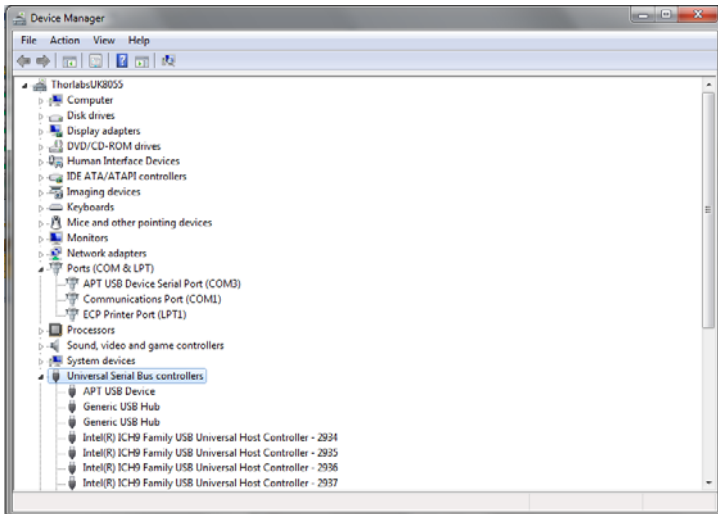 Device Manager
File Action View Help
ThorlabsUK8055
Computer
Disk drives
Display adapters
DVD/CD-ROM drives
Human Interface Devices
IDE ATA/ATAPI controllers
Imaging devices
Keyboards
Mice and other pointing devices
Monitors
Network adapters
Ports (COM & LPT)
APT USB Device Serial Port (COM3)
Communications Port (COM1)
ECP Printer Port (LPT1)
Processors
Sound, video and game controllers
System devices
Universal Serial Bus controllers
APT USB Device
Generic USB Hub
Generic USB Hub
Intel(R) ICH9 Family USB Universal Host Controller - 2934
Intel(R) ICH9 Family USB Universal Host Controller - 2935
Intel(R) ICH9 Family USB Universal Host Controller - 2936
Intel(R) ICH9 Family USB Universal Host Controller - 2937